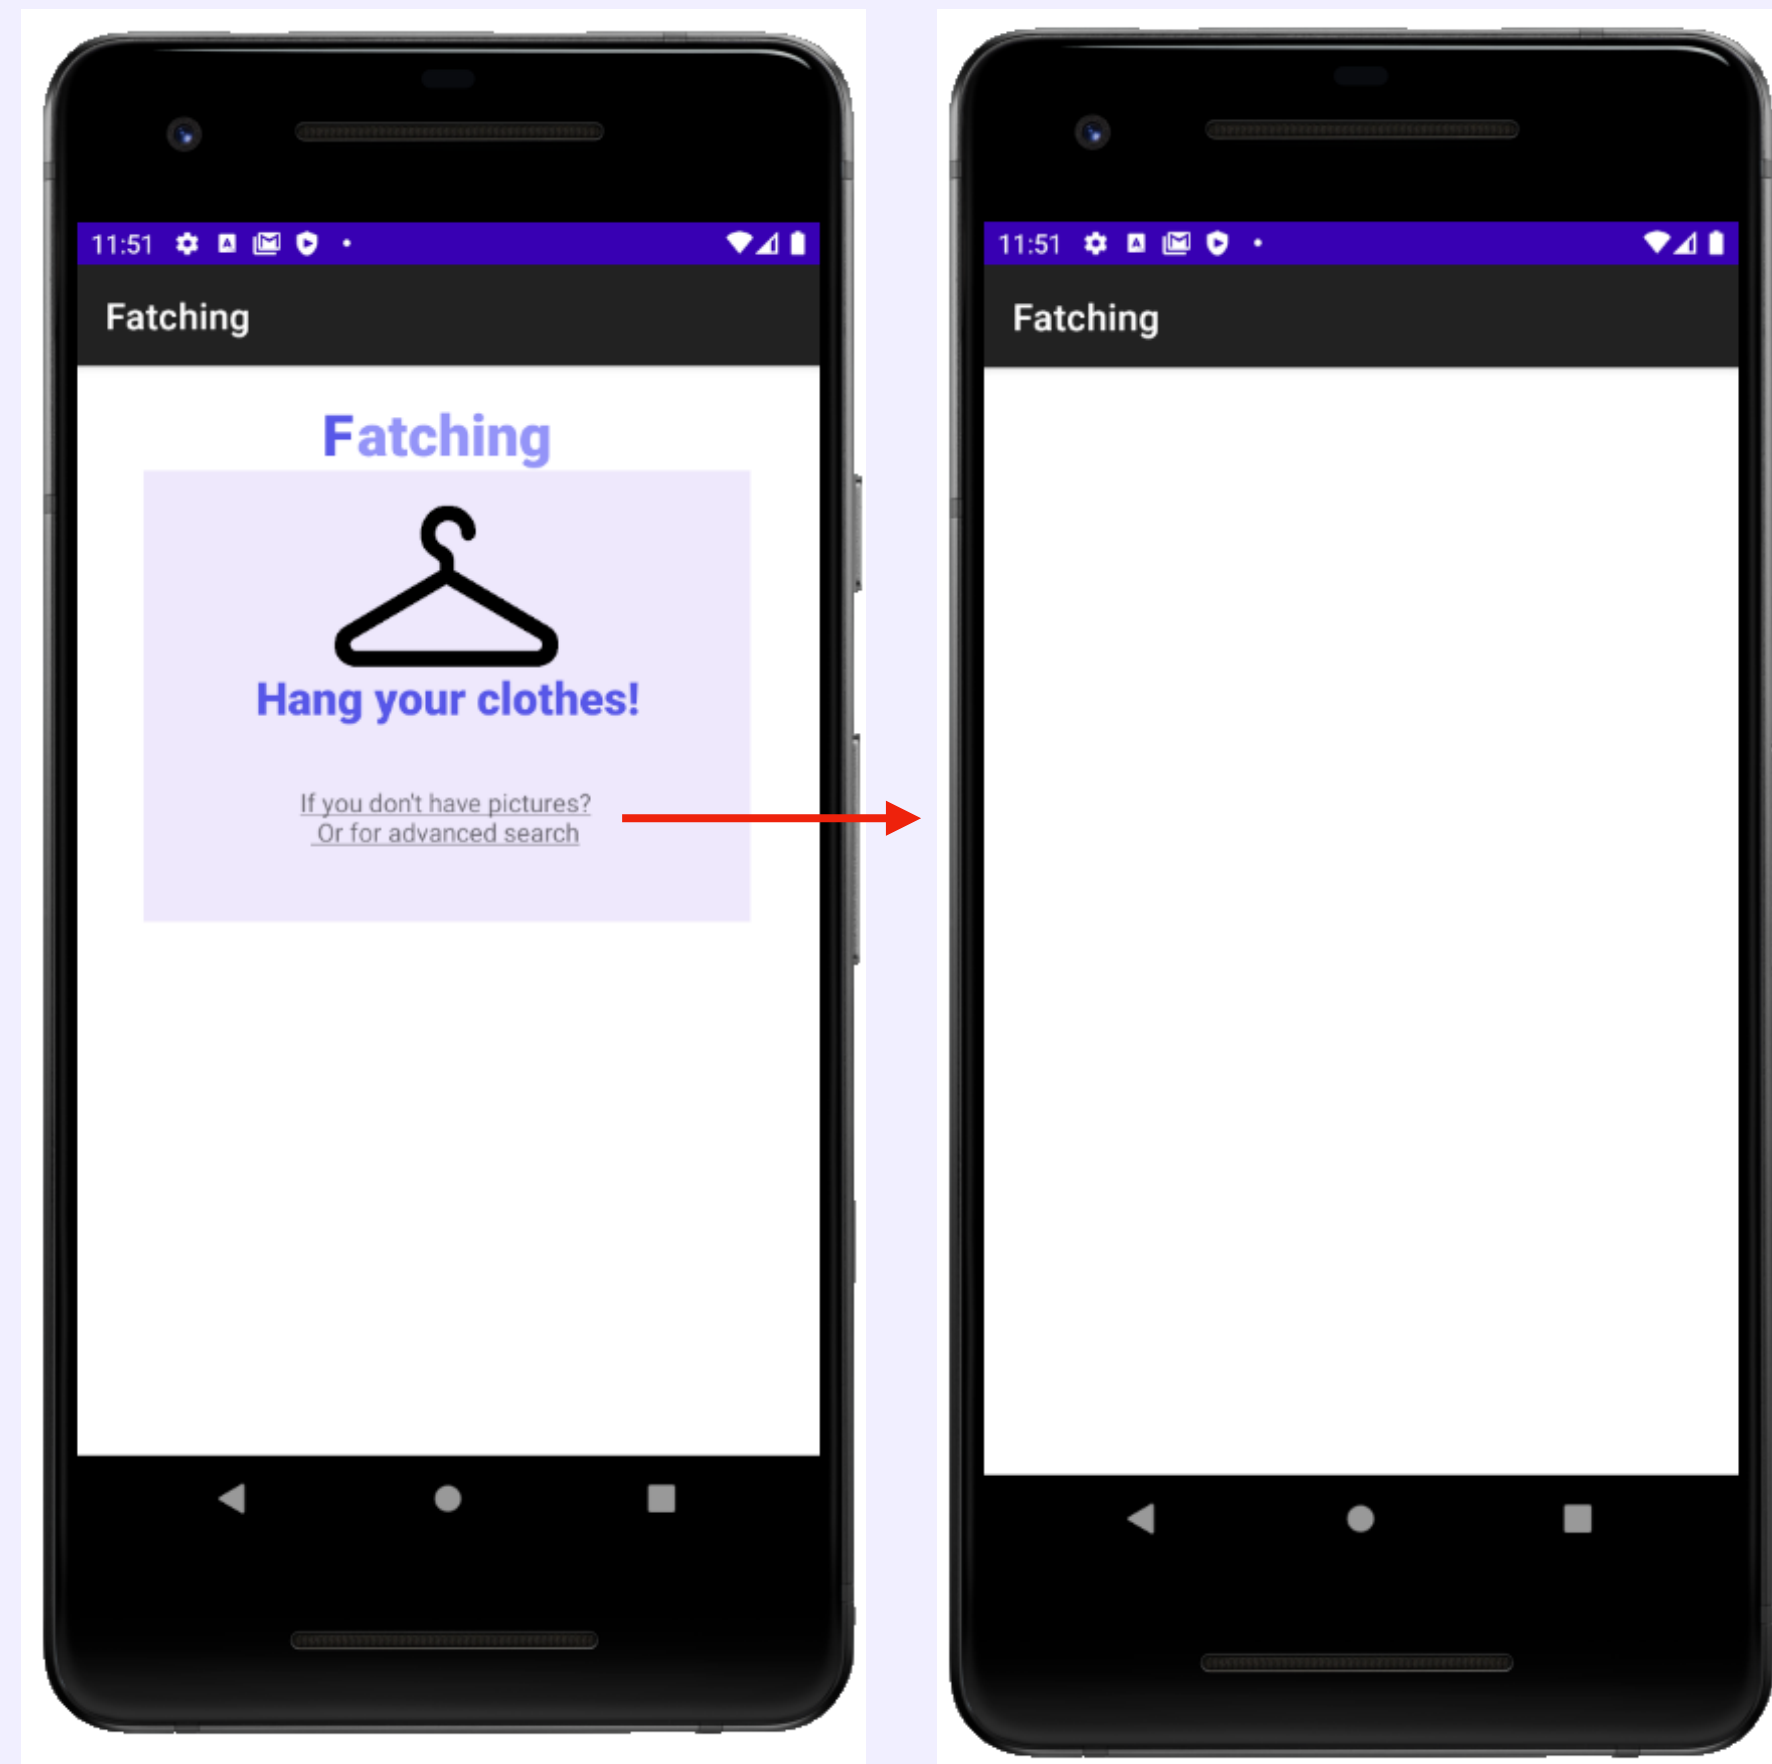 11:51
Fatching
Fatching
Hang your clothes!
If you don't have pictures?
Or for advanced search
11:51
Fatching